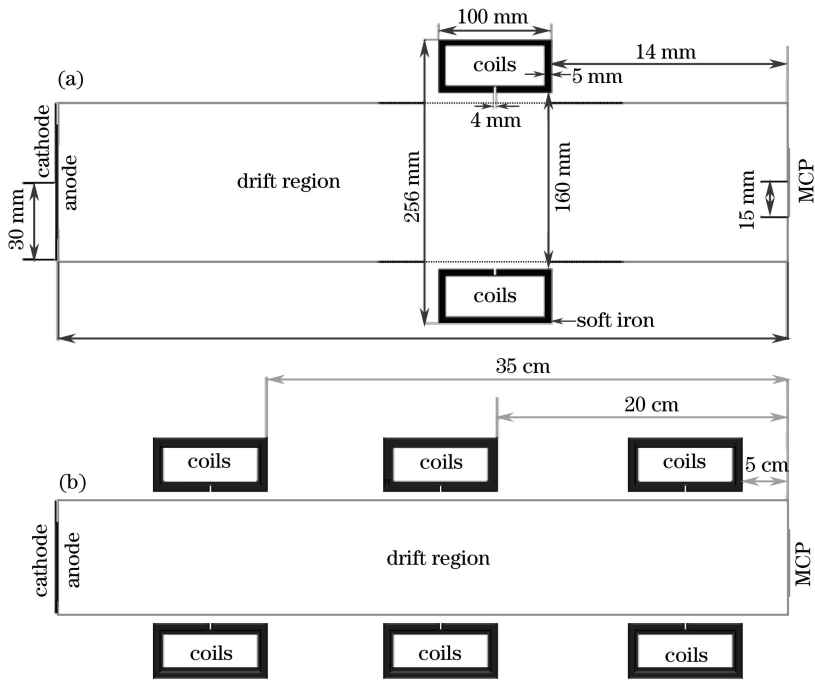 100 mm
(a)
coils
14 mm
5 mm
4 mm
cathode
anode
30 mm
drift region
256 mm
160 mm
15 mm
MCP
coils
soft iron
35 cm
20 cm
coils
coils
coils
5 cm
(b)
cathode
anode
drift region
MCP
coils
coils
coils